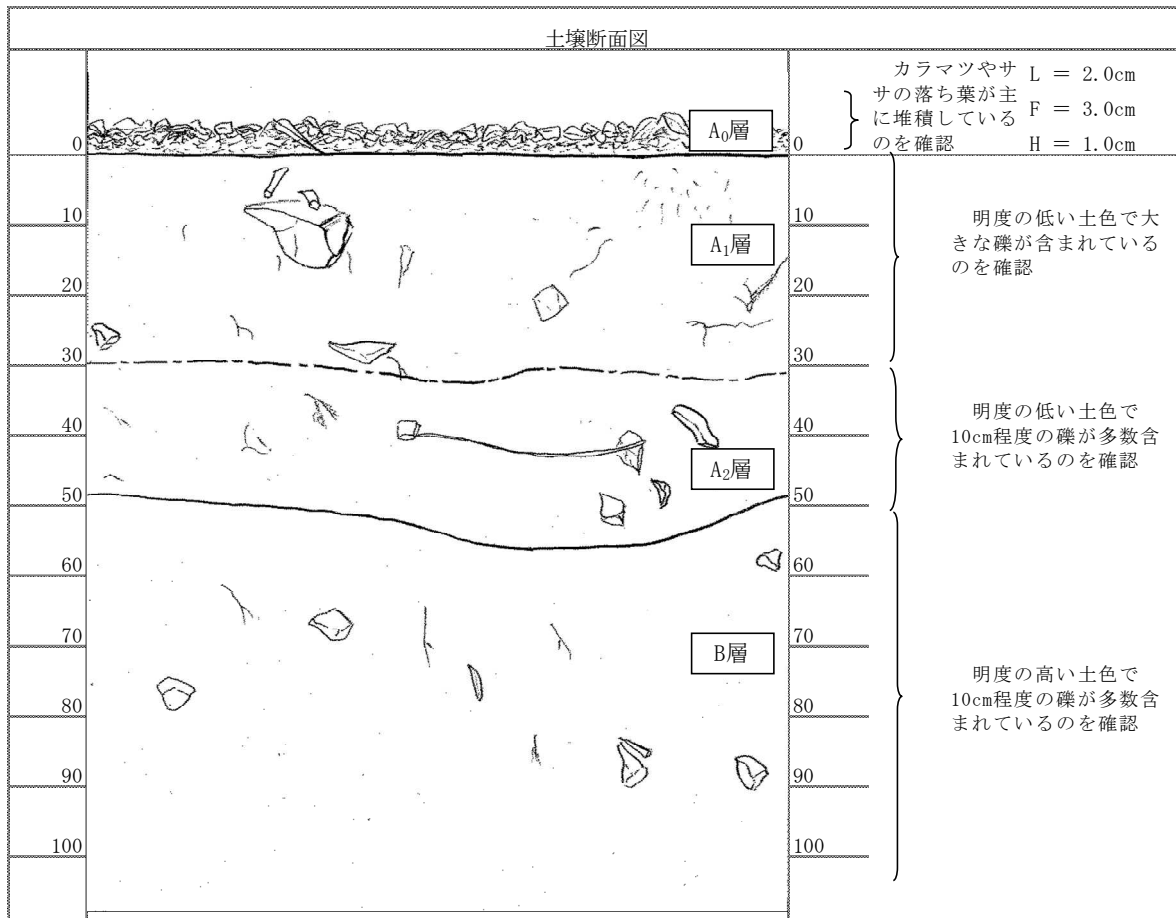 土壌断面図
カラマツやサ
サの落ち葉が主
に堆積している
のを確認
L = 2.0cm
F = 3.0cm
H = 1.0cm
A₀層
0
0
10
10
A₁層
明度の低い土色で大
きな礫が含まれている
のを確認
20
20
30
30
40
40
明度の低い土色で
10cm程度の礫が多数含
まれているのを確認
A₂層
50
50
60
60
70
70
B層
明度の高い土色で
10cm程度の礫が多数含
まれているのを確認
80
80
90
90
100
100